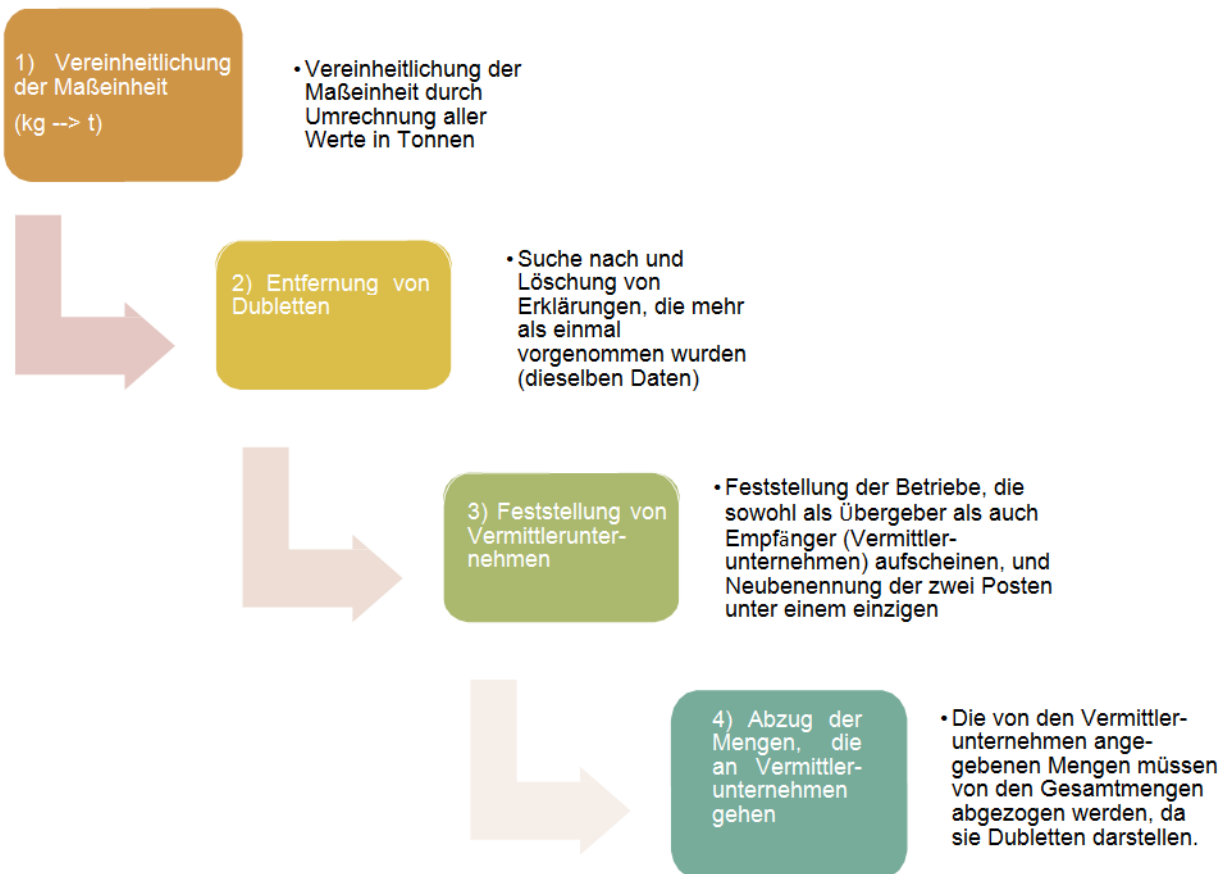 1) Vereinheitlichung
der Maßeinheit
(kg --> t)
• Vereinheitlichung der
Maßeinheit durch
Umrechnung aller
Werte in Tonnen
2) Entfernung von
Dubletten
• Suche nach und
Löschung von
Erklärungen, die mehr
als einmal
vorgenommen wurden
(dieselben Daten)
3) Feststellung von
Vermittlerunter-
nehmen
• Feststellung der Betriebe, die
sowohl als Übergeber als auch
Empfänger (Vermittler-
unternehmen) aufscheinen, und
Neubenennung der zwei Posten
unter einem einzigen
4) Abzug der
Mengen, die
an Vermittler-
unternehmen
gehen
• Die von den Vermittler-
unternehmen ange-
gebenen Mengen müssen
von den Gesamtmengen
abgezogen werden, da
sie Dubletten darstellen.